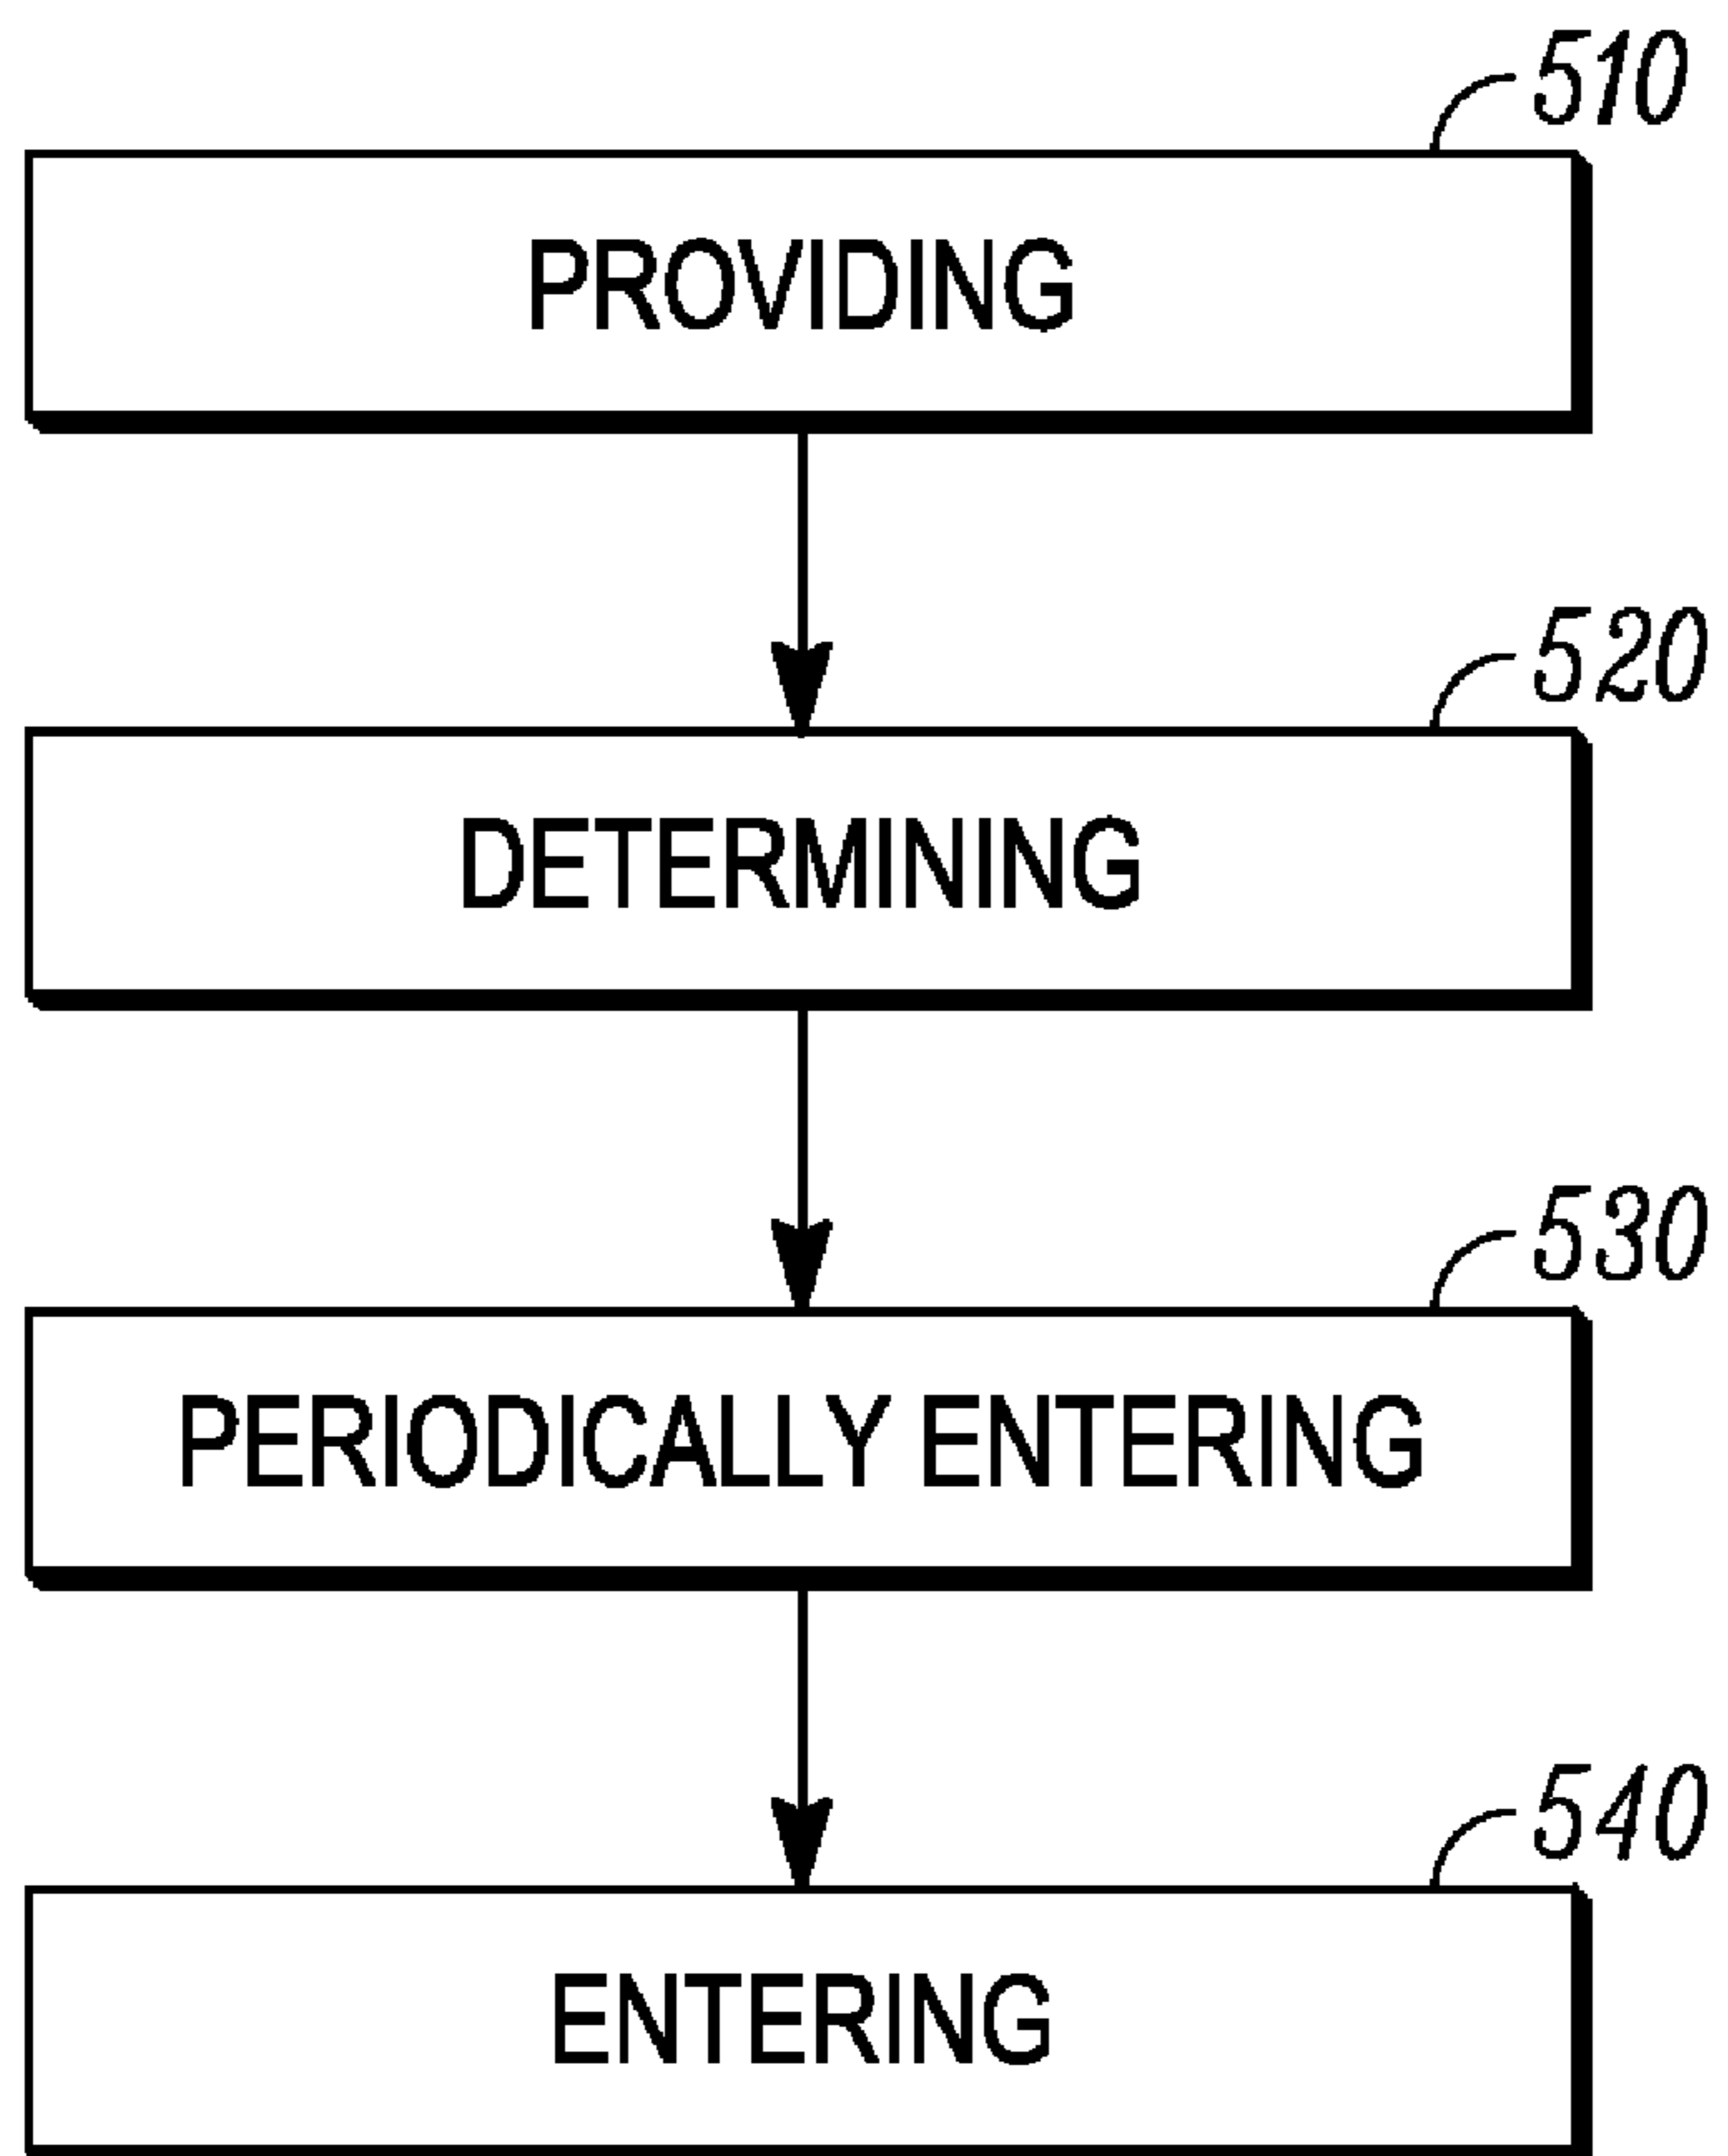 510
PROVIDING
520
DETERMINING
530
PERIODICALLY ENTERING
540
ENTERING